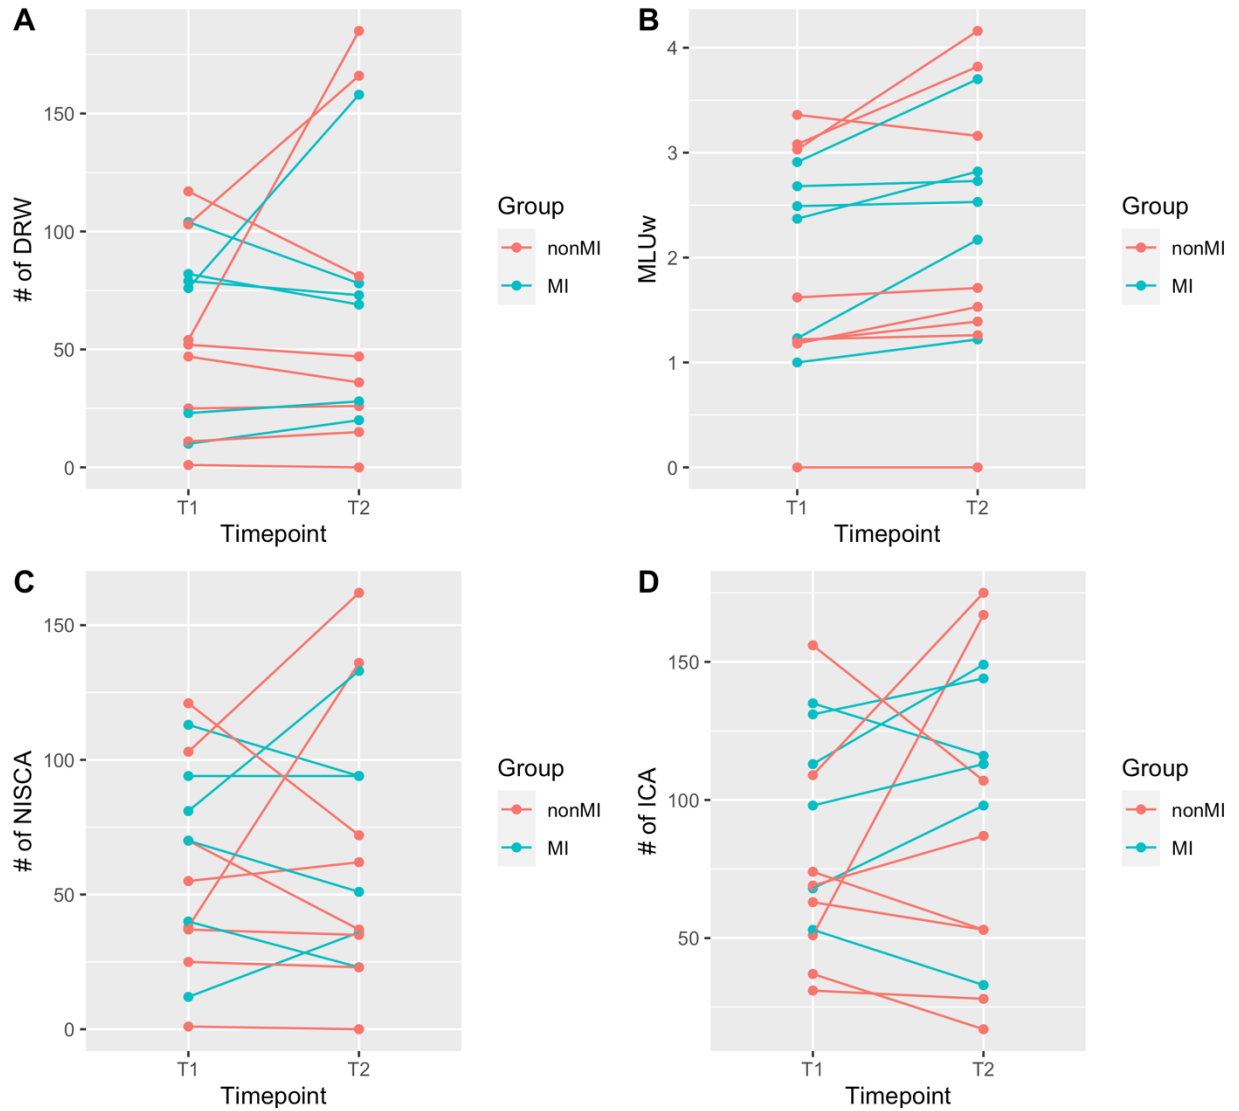 A
# of DRW
150
100
50
0
T1 T2
Timepoint
Group
nonMI
MI
B
MLUw
4
3
2
1
0
T1 T2
Timepoint
Group
nonMI
MI
C
# of NISCA
150
100
50
0
T1 T2
Timepoint
Group
nonMI
MI
D
# of ICA
150
100
50
T1 T2
Timepoint
Group
nonMI
MI